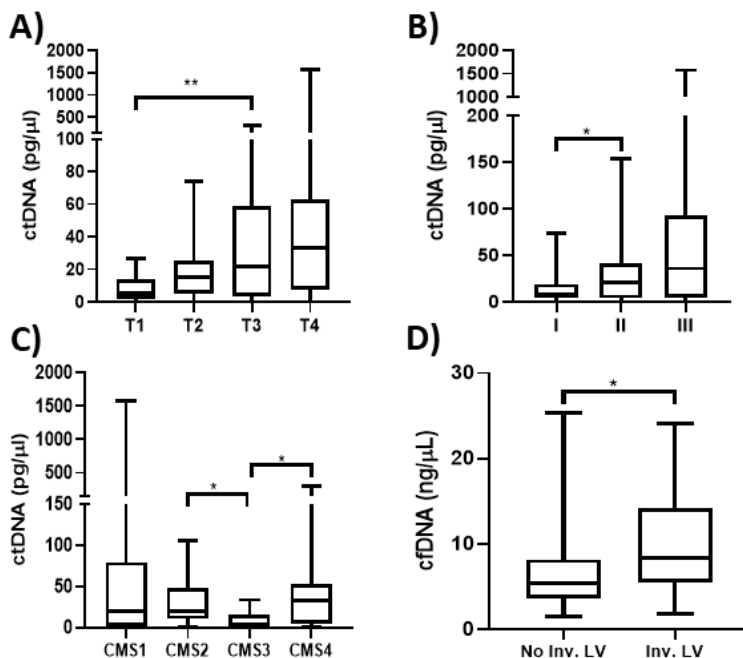 A)
2000
1500
1000
500
100
80
60
40
20
0
ctDNA (pg/µl)
**
T1 T2 T3 T4
B)
2000
1500
1000
200
150
100
50
0
ctDNA (pg/µl)
*
I II III
C)
2000
1500
1000
500
150
100
50
0
ctDNA (pg/µl)
*
*
CMS1 CMS2 CMS3 CMS4
D)
30
20
10
0
cfDNA (ng/µL)
*
No Inv. LV Inv. LV